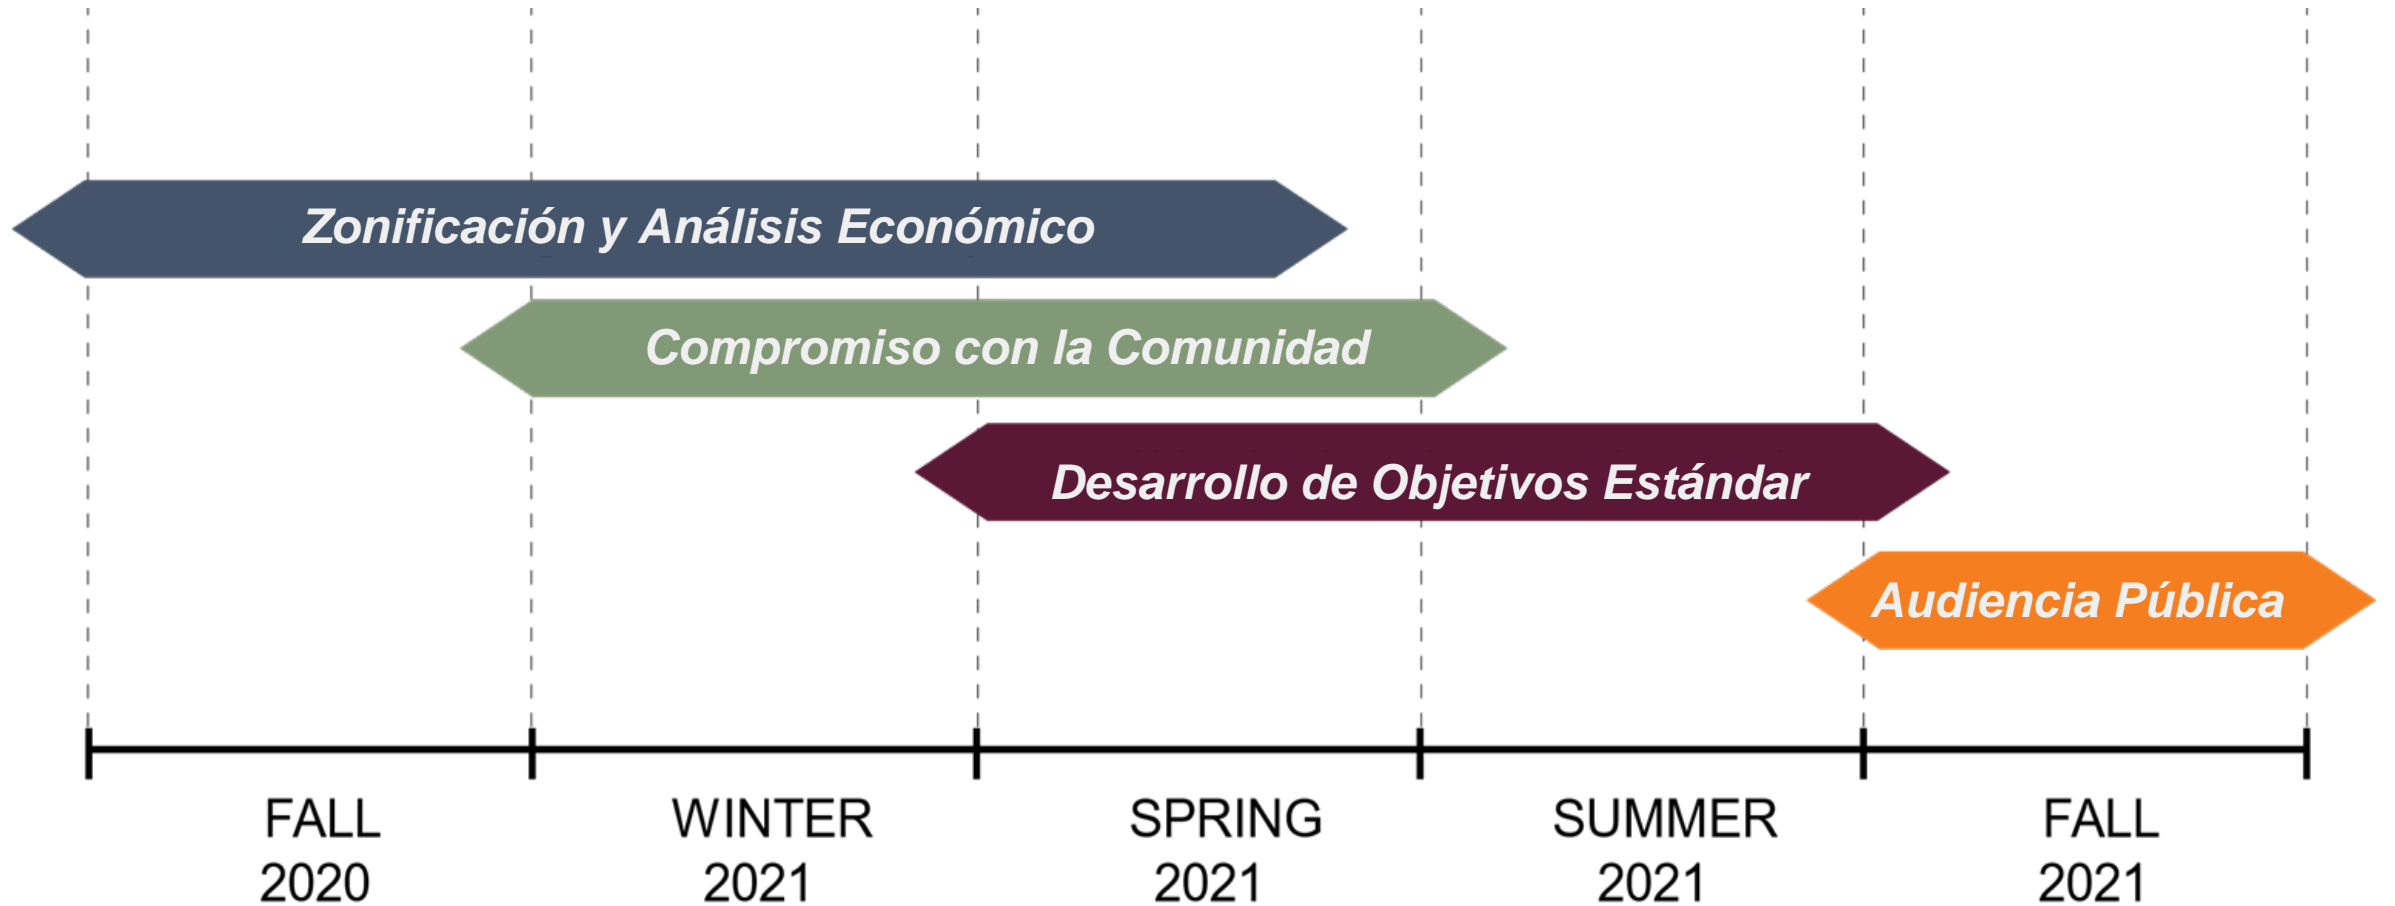 Zonificación y Análisis Económico
Compromiso con la Comunidad
Desarrollo de Objetivos Estándar
Audiencia Pública
FALL
2020
WINTER
2021
SPRING
2021
SUMMER
2021
FALL
2021